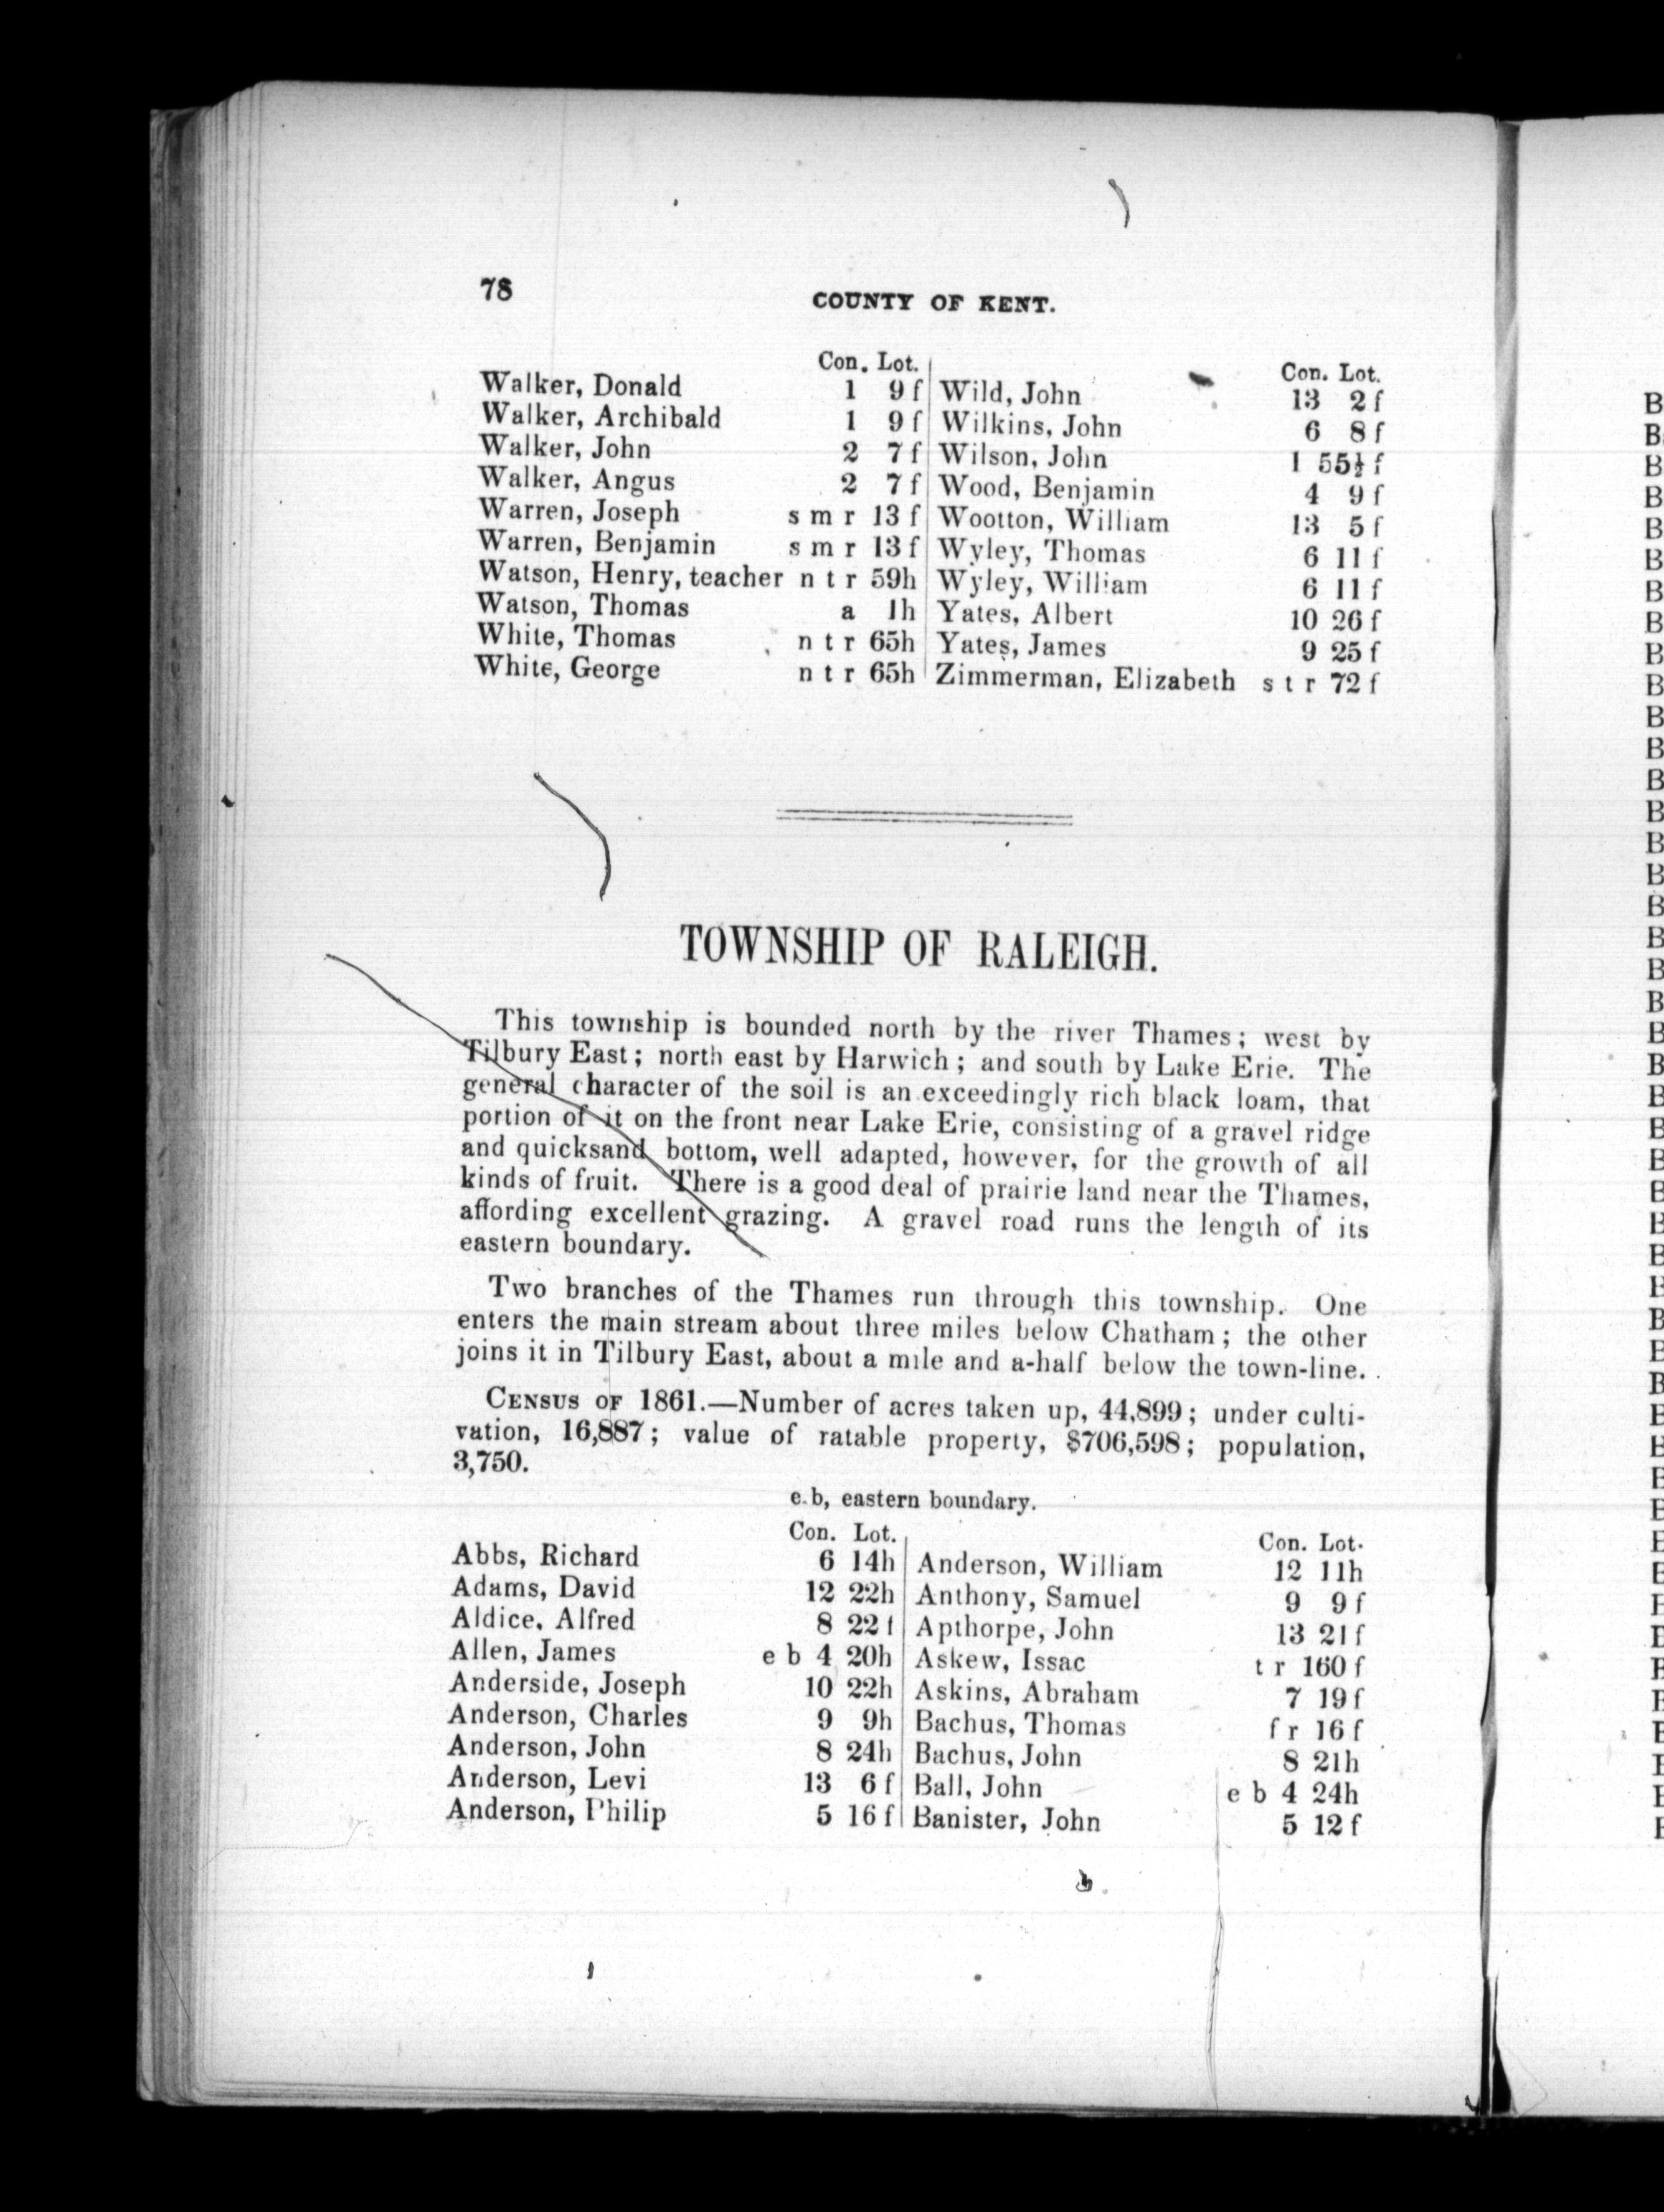 78
COUNTY OF KENT.
Con. Lot.
Walker, Donald 1 9 f
Walker, Archibald 1 9 f
Walker, John 2 7 f
Walker, Angus 2 7 f
Warren, Joseph s m r 13 f
Warren, Benjamin s m r 13 f
Watson, Henry, teacher n t r 59h
Watson, Thomas a 1h
White, Thomas n t r 65h
White, George n t r 65h
Con. Lot.
Wild, John 13 2 f
Wilkins, John 6 8 f
Wilson, John 1 55½ f
Wood, Benjamin 4 9 f
Wootton, William 13 5 f
Wyley, Thomas 6 11 f
Wyley, William 6 11 f
Yates, Albert 10 26 f
Yates, James 9 25 f
Zimmerman, Elizabeth s t r 72 f
TOWNSHIP OF RALEIGH.
This township is bounded north by the river Thames; west by
Tilbury East; north east by Harwich; and south by Lake Erie. The
general character of the soil is an exceedingly rich black loam, that
portion of it on the front near Lake Erie, consisting of a gravel ridge
and quicksand bottom, well adapted, however, for the growth of all
kinds of fruit. There is a good deal of prairie land near the Thames,
affording excellent grazing. A gravel road runs the length of its
eastern boundary.
Two branches of the Thames run through this township. One
enters the main stream about three miles below Chatham; the other
joins it in Tilbury East, about a mile and a-half below the town-line.
CENSUS OF 1861.—Number of acres taken up, 44,899; under culti-
vation, 16,887; value of ratable property, $706,598; population,
3,750.
e. b, eastern boundary.
Con. Lot.
Abbs, Richard 6 14h
Adams, David 12 22h
Aldice, Alfred 8 22 f
Allen, James e b 4 20h
Anderside, Joseph 10 22h
Anderson, Charles 9 9h
Anderson, John 8 24h
Anderson, Levi 13 6 f
Anderson, Philip 5 16 f
Con. Lot.
Anderson, William 12 11h
Anthony, Samuel 9 9 f
Apthorpe, John 13 21 f
Askew, Issac t r 160 f
Askins, Abraham 7 19 f
Bachus, Thomas f r 16 f
Bachus, John 8 21h
Ball, John e b 4 24h
Banister, John 5 12 f